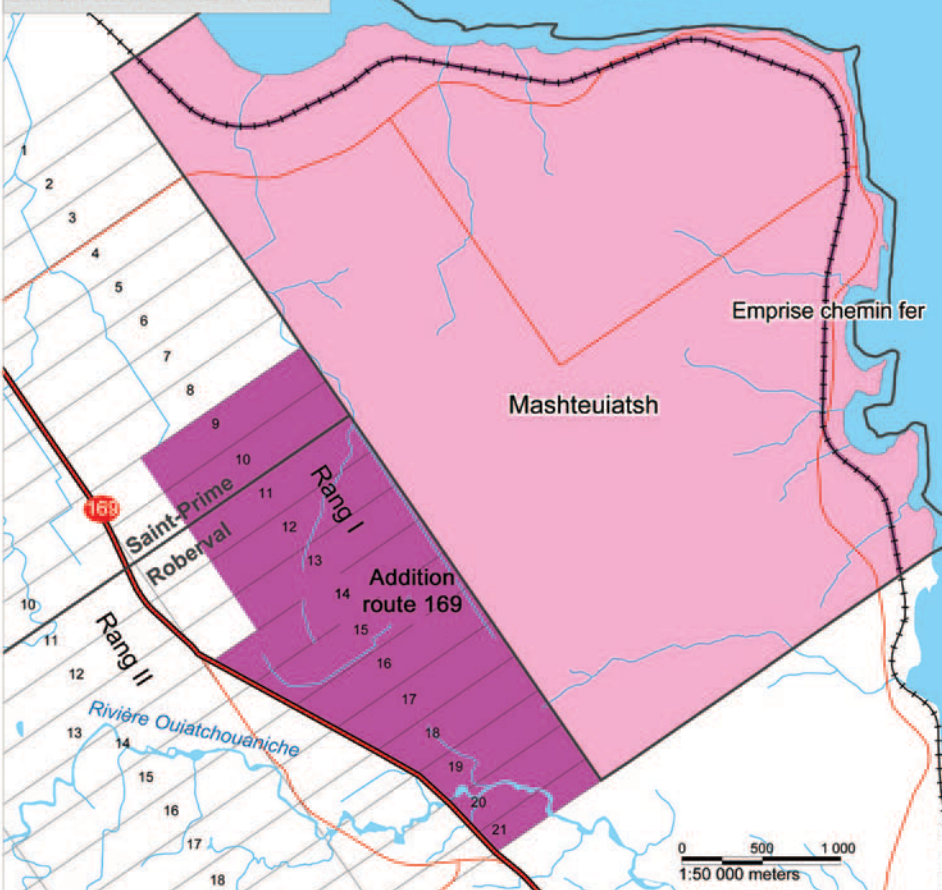 1
2
3
4
5
6
7
8
9
10
11
12
13
14
15
16
17
18
19
20
21
Emprise chemin fer
Mashteuiatsh
169
Saint-Prime
Roberval
Rang I
Addition
route 169
Rang II
10
11
12
13
14
15
16
17
18
Rivière Ouiatchouaniche
0 500 1 000
1:50 000 meters